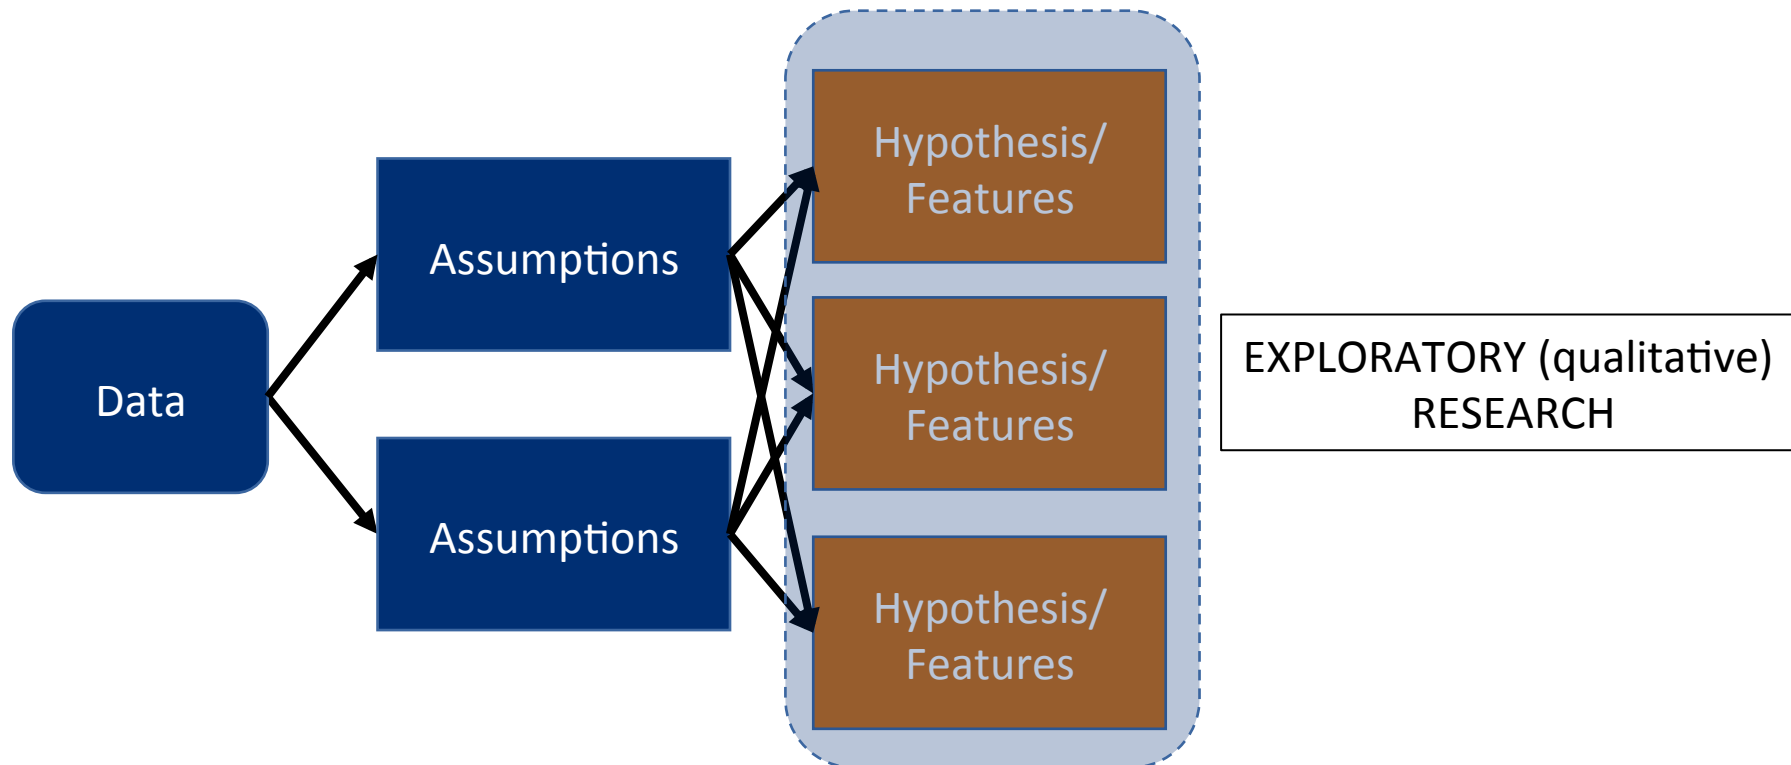 Data
Assumptions
Assumptions
Hypothesis/
Features
Hypothesis/
Features
Hypothesis/
Features
EXPLORATORY (qualitative)
RESEARCH